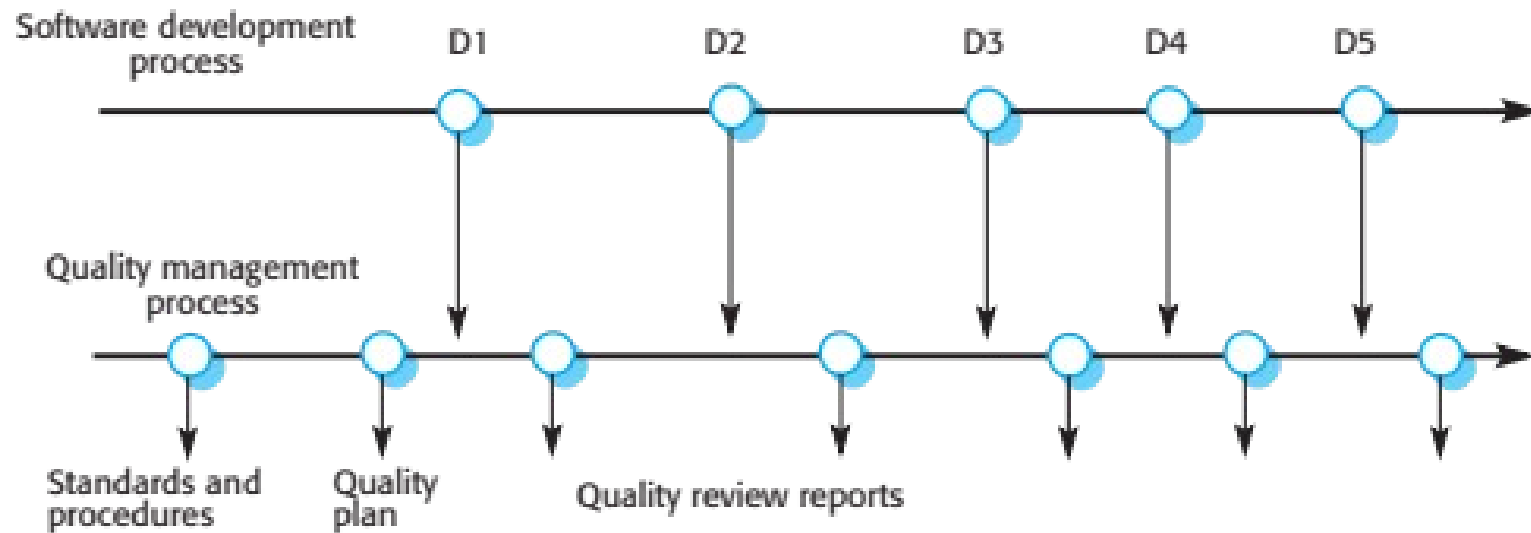 Software development
process
D1
D2
D3
D4
D5
Quality management
process
Standards and
procedures
Quality
plan
Quality review reports